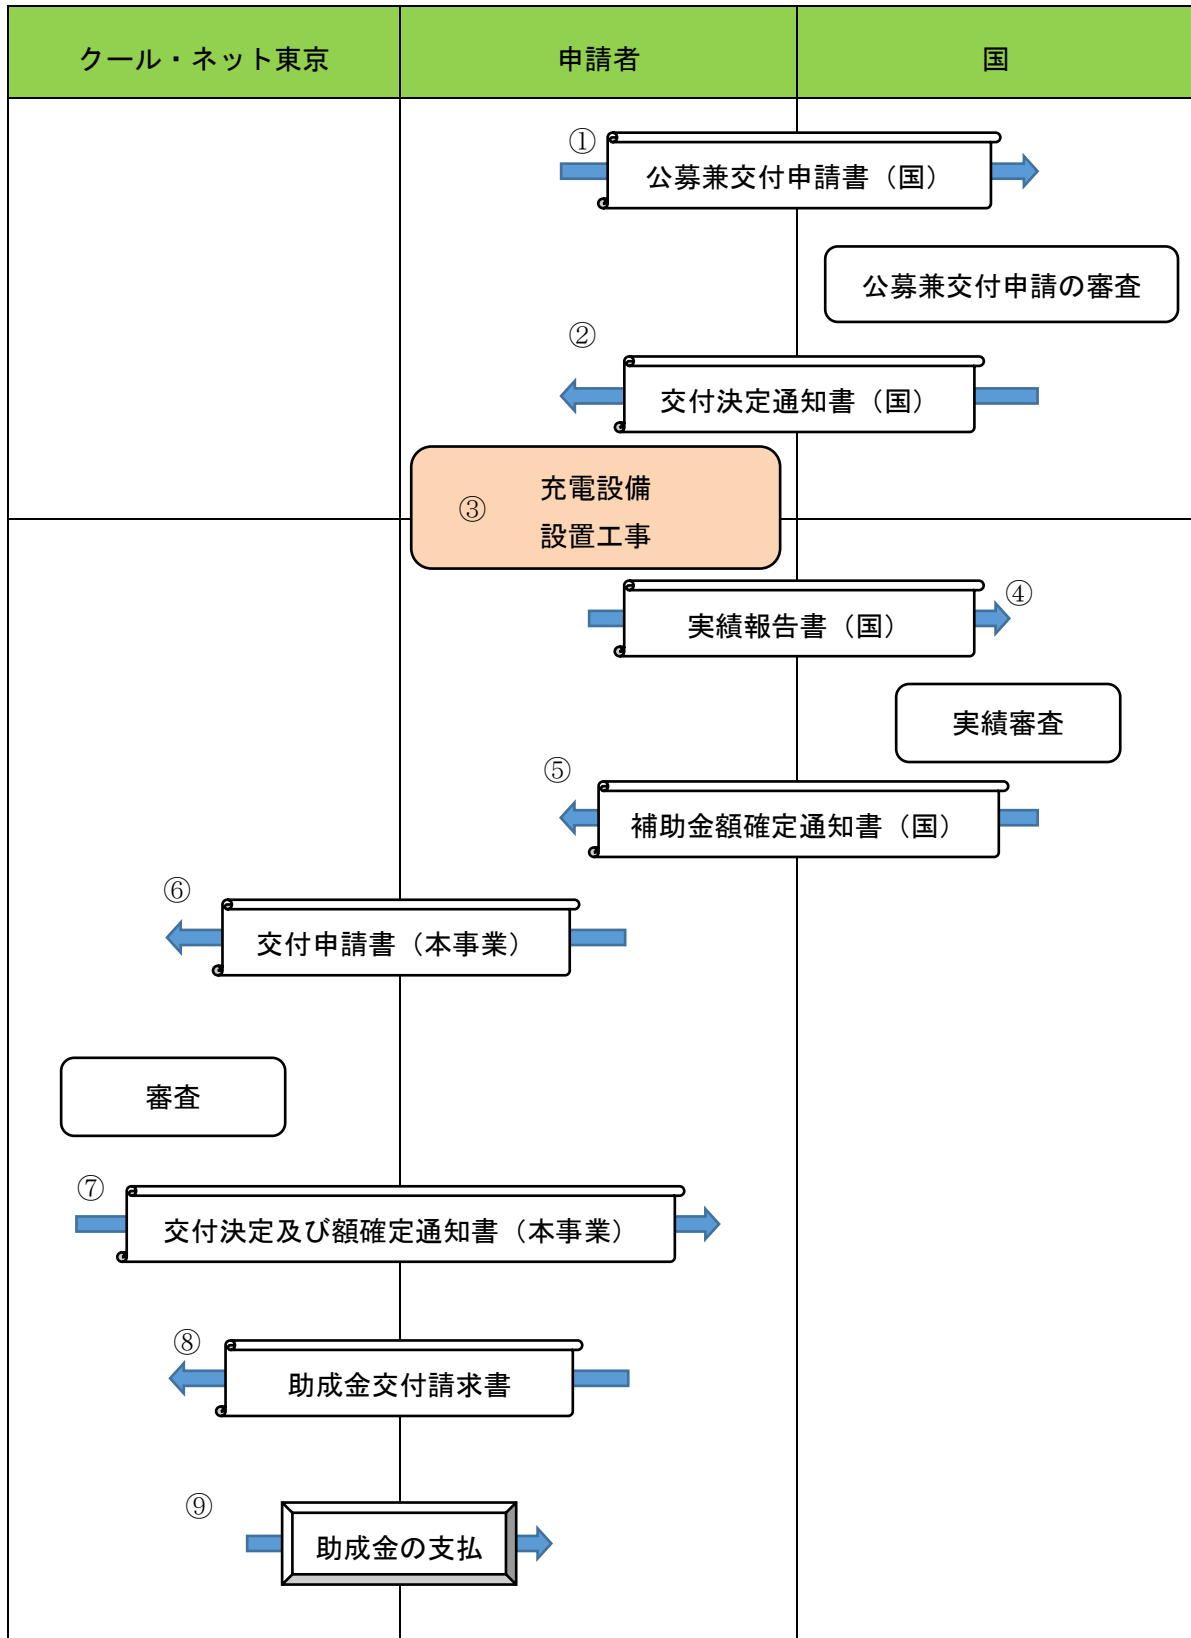 クール・ネット東京
申請者
国
①
公募兼交付申請書（国）
公募兼交付申請の審査
②
交付決定通知書（国）
③
充電設備
設置工事
④
実績報告書（国）
実績審査
⑤
補助金額確定通知書（国）
⑥
交付申請書（本事業）
審査
⑦
交付決定及び額確定通知書（本事業）
⑧
助成金交付請求書
⑨
助成金の支払